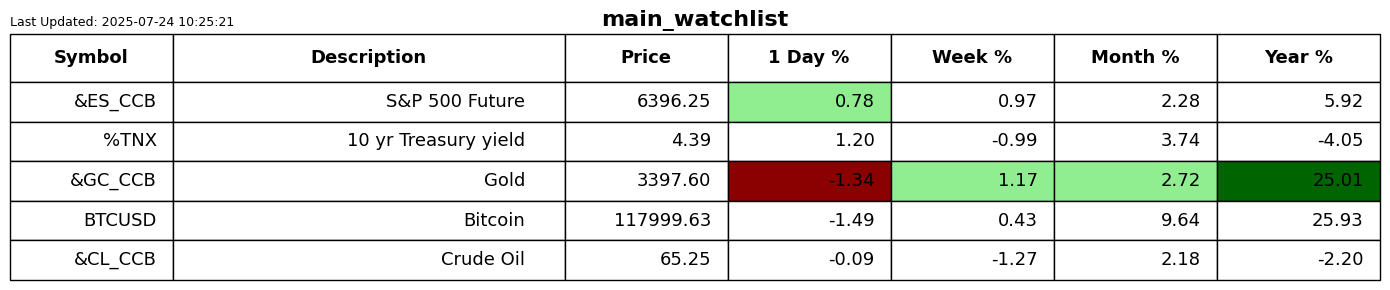 Last Updated: 2025-07-24 10:25:21
main_watchlist
Symbol Description Price 1 Day % Week % Month % Year %
&ES_CCB S&P 500 Future 6396.25 0.78 0.97 2.28 5.92
%TNX 10 yr Treasury yield 4.39 1.20 -0.99 3.74 -4.05
&GC_CCB Gold 3397.60 -1.34 1.17 2.72 25.01
BTCUSD Bitcoin 117999.63 -1.49 0.43 9.64 25.93
&CL_CCB Crude Oil 65.25 -0.09 -1.27 2.18 -2.20